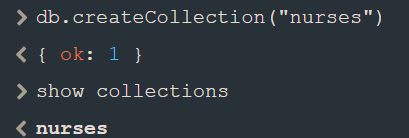 > db.createCollection("nurses")
< { ok: 1 }
> show collections
< nurses